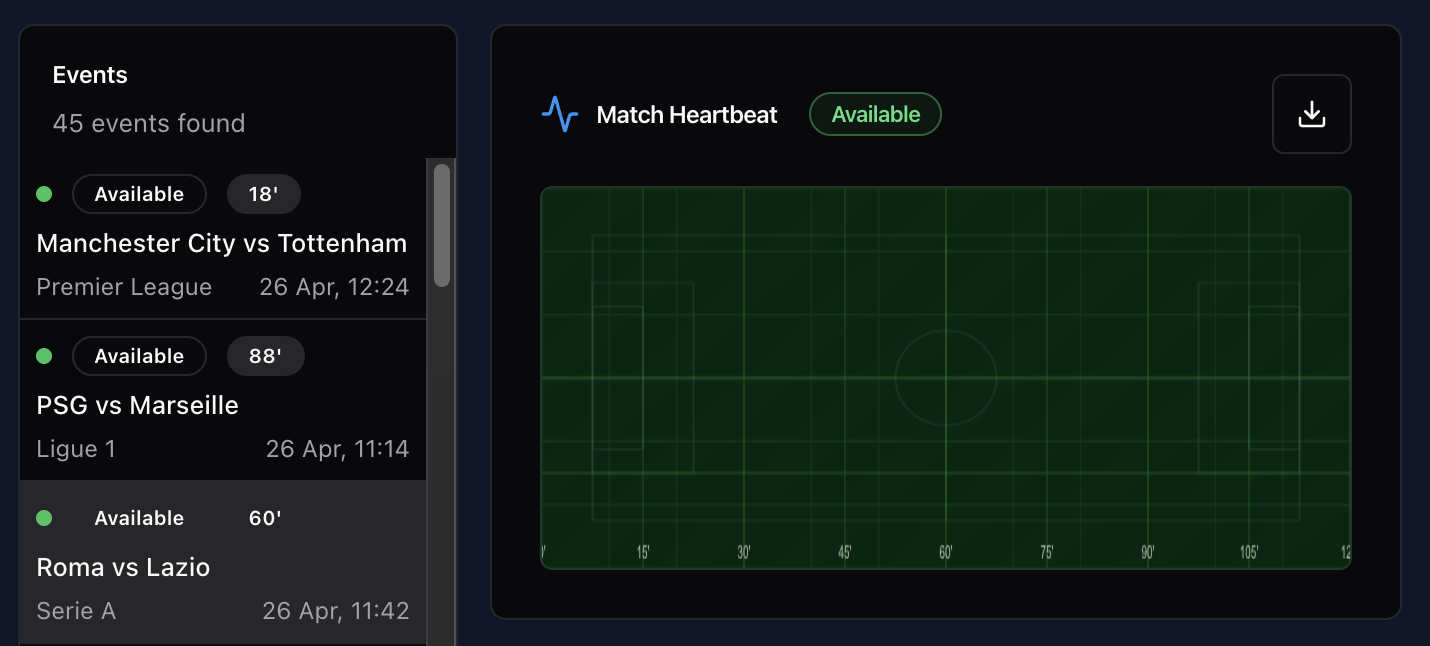 Events
45 events found
Available 18'
Manchester City vs Tottenham
Premier League 26 Apr, 12:24
Available 88'
PSG vs Marseille
Ligue 1 26 Apr, 11:14
Available 60'
Roma vs Lazio
Serie A 26 Apr, 11:42
Match Heartbeat Available
15' 30' 45' 60' 75' 90' 105'